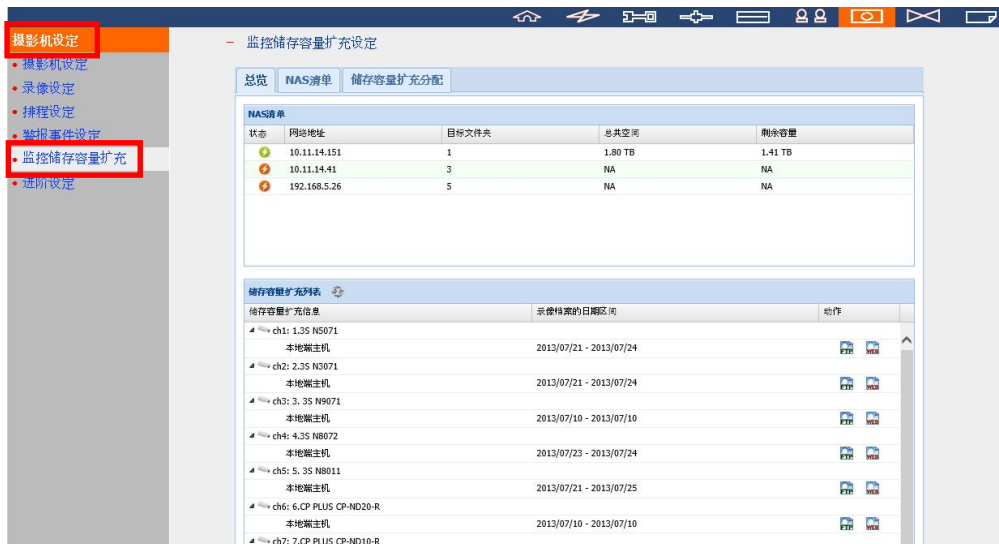 摄影机设定
摄影机设定
录像设定
排程设定
警报事件设定
监控储存容量扩充
进阶设定
监控储存容量扩充设定
总览 NAS清单 储存容量扩充分配
NAS清单
状态 网络地址 目标文件夹 总共空间 剩余容量
10.11.14.151 1 1.80 TB 1.41 TB
10.11.14.41 3 NA NA
192.168.5.26 5 NA NA
储存容量扩充列表
储存容量扩充信息 录像档案的日期区间 动作
ch1: 1.3S N5071
本地端主机 2013/07/21 - 2013/07/24 FTP WEB
ch2: 2.3S N3071
本地端主机 2013/07/21 - 2013/07/24 FTP WEB
ch3: 3. 3S N9071
本地端主机 2013/07/10 - 2013/07/10 FTP WEB
ch4: 4.3S N8072
本地端主机 2013/07/23 - 2013/07/24 FTP WEB
ch5: 5. 3S N8011
本地端主机 2013/07/21 - 2013/07/25 FTP WEB
ch6: 6.CP PLUS CP-ND20-R
本地端主机 2013/07/10 - 2013/07/10 FTP WEB
ch7: 7.CP PLUS CP-ND10-R